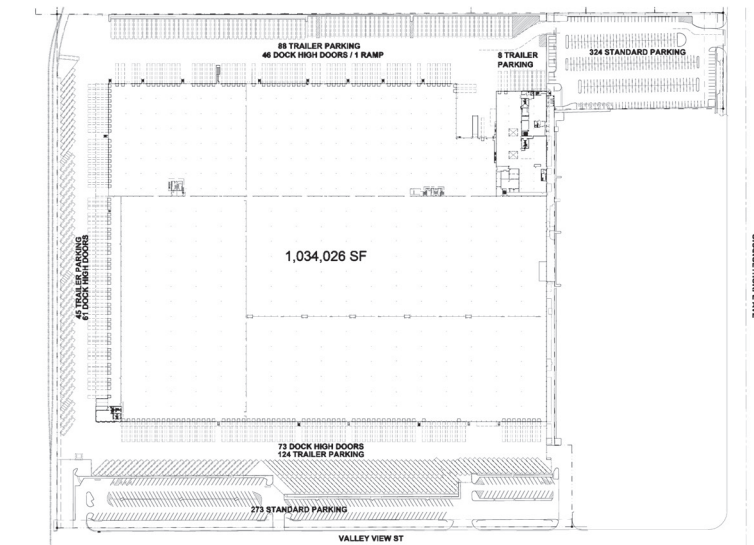 88 TRAILER PARKING
46 DOCK HIGH DOORS / 1 RAMP
8 TRAILER
PARKING
324 STANDARD PARKING
45 TRAILER PARKING
61 DOCK HIGH DOORS
1,034,026 SF
73 DOCK HIGH DOORS
124 TRAILER PARKING
273 STANDARD PARKING
VALLEY VIEW ST